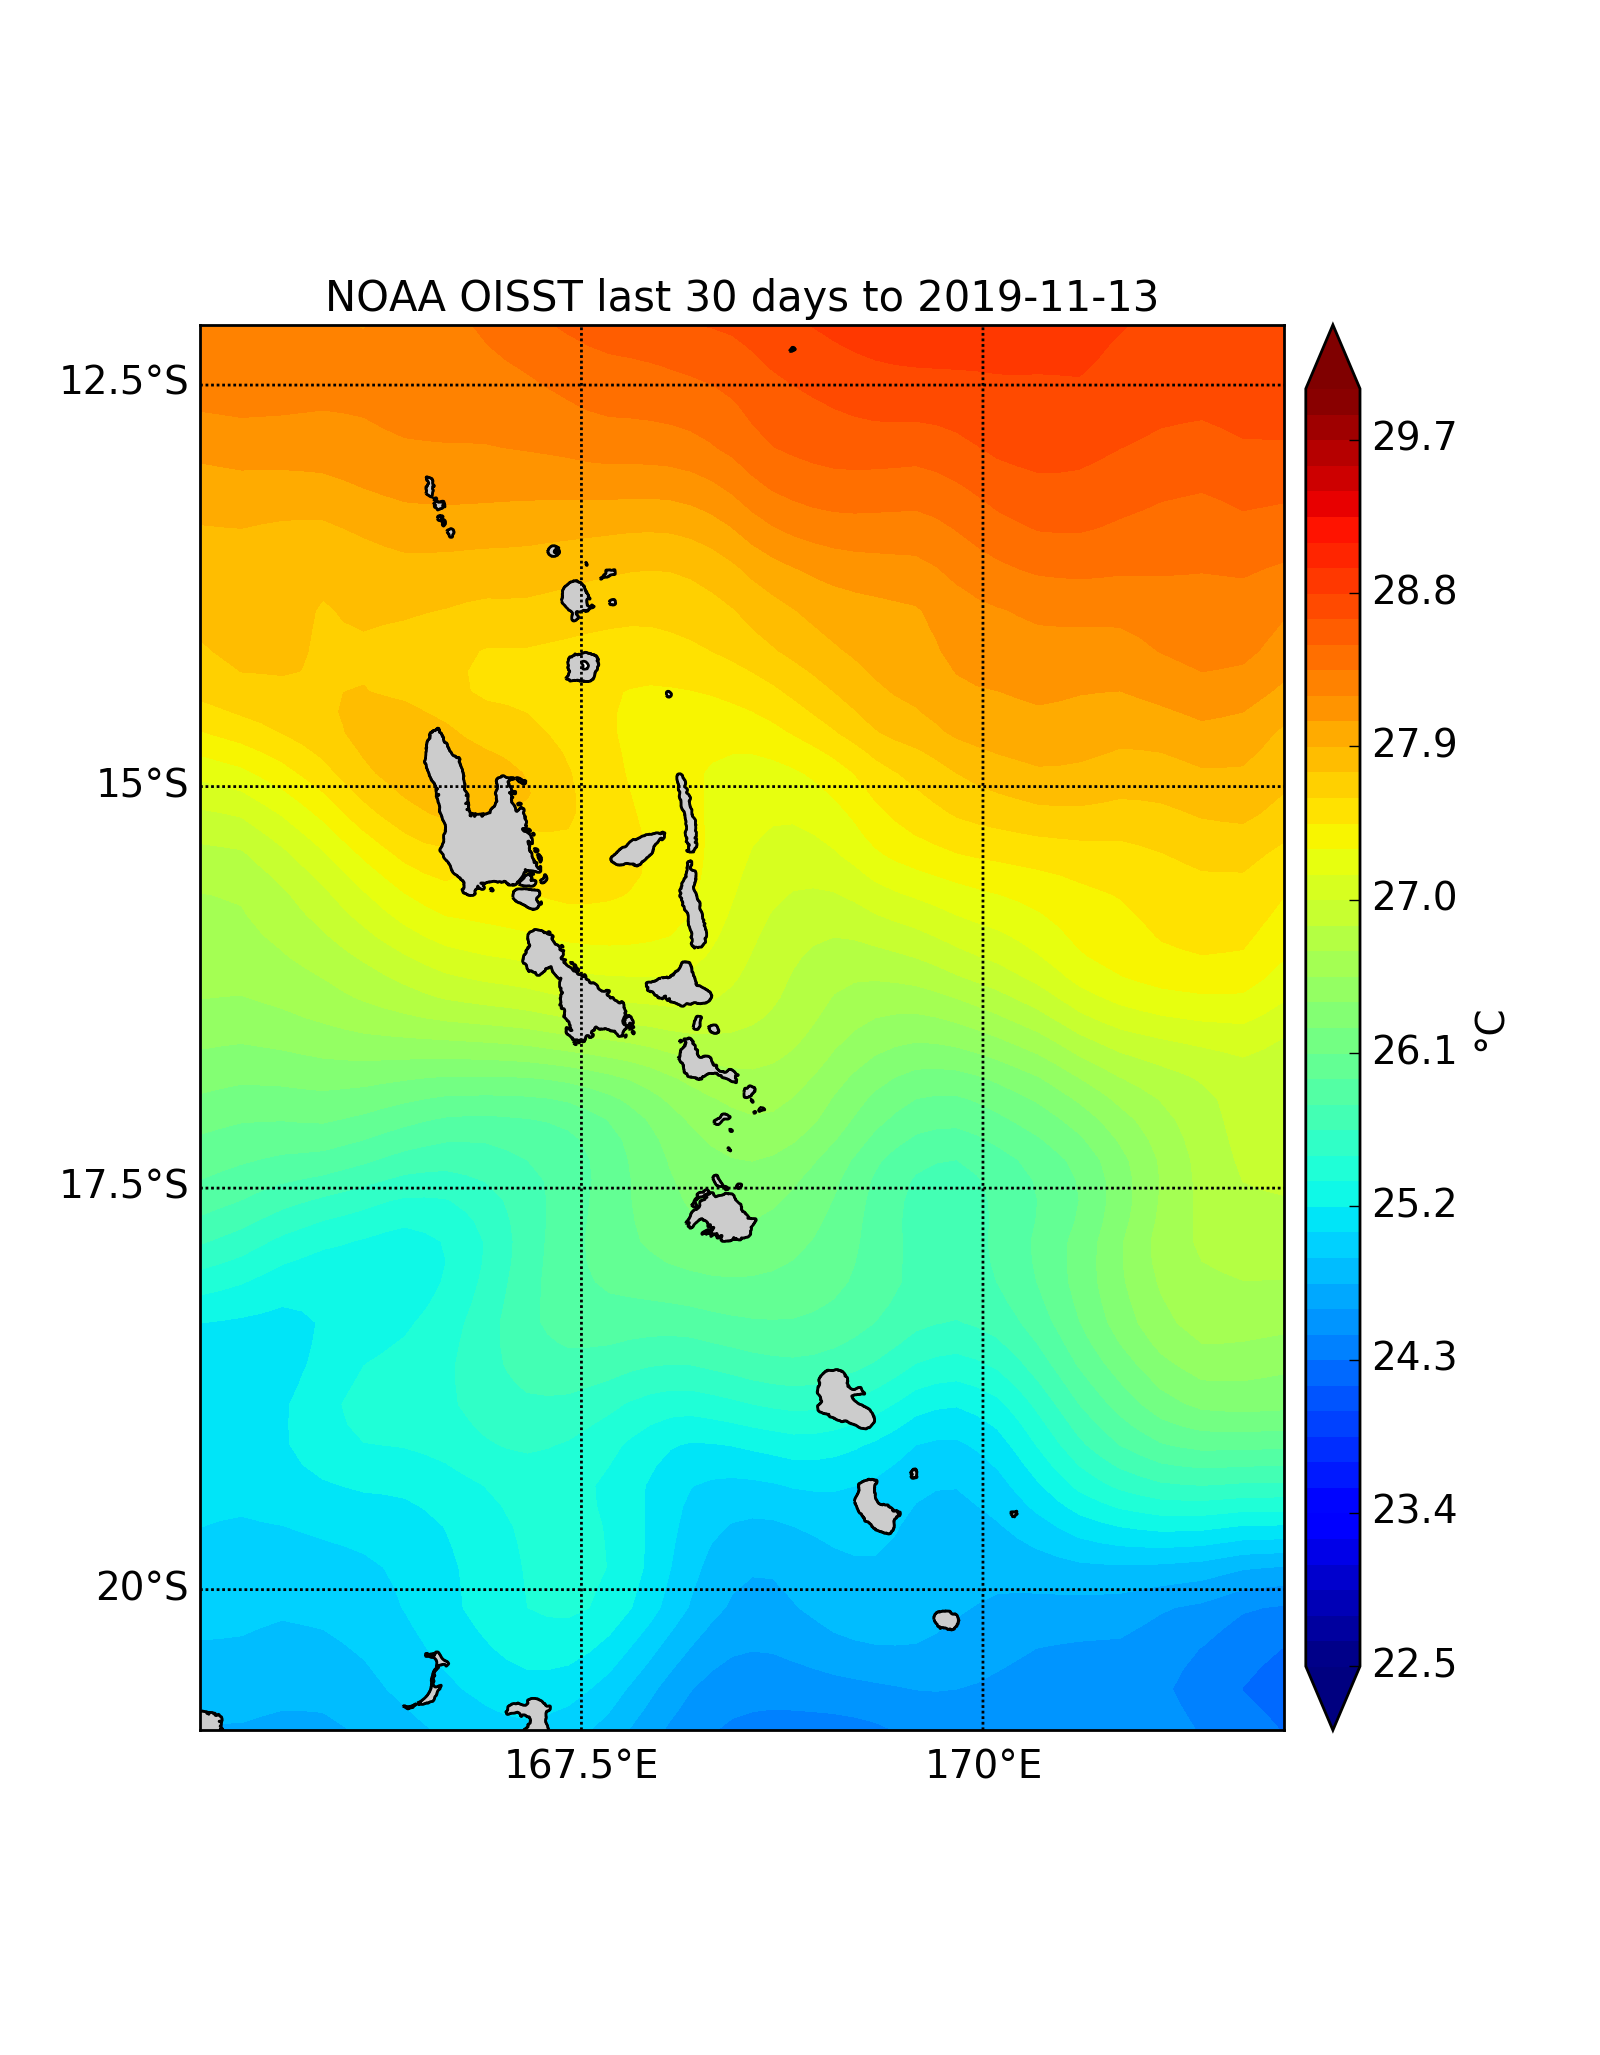 NOAA OISST last 30 days to 2019-11-13
12.5°S
15°S
17.5°S
20°S
167.5°E
170°E
29.7
28.8
27.9
27.0
26.1
25.2
24.3
23.4
22.5
°C